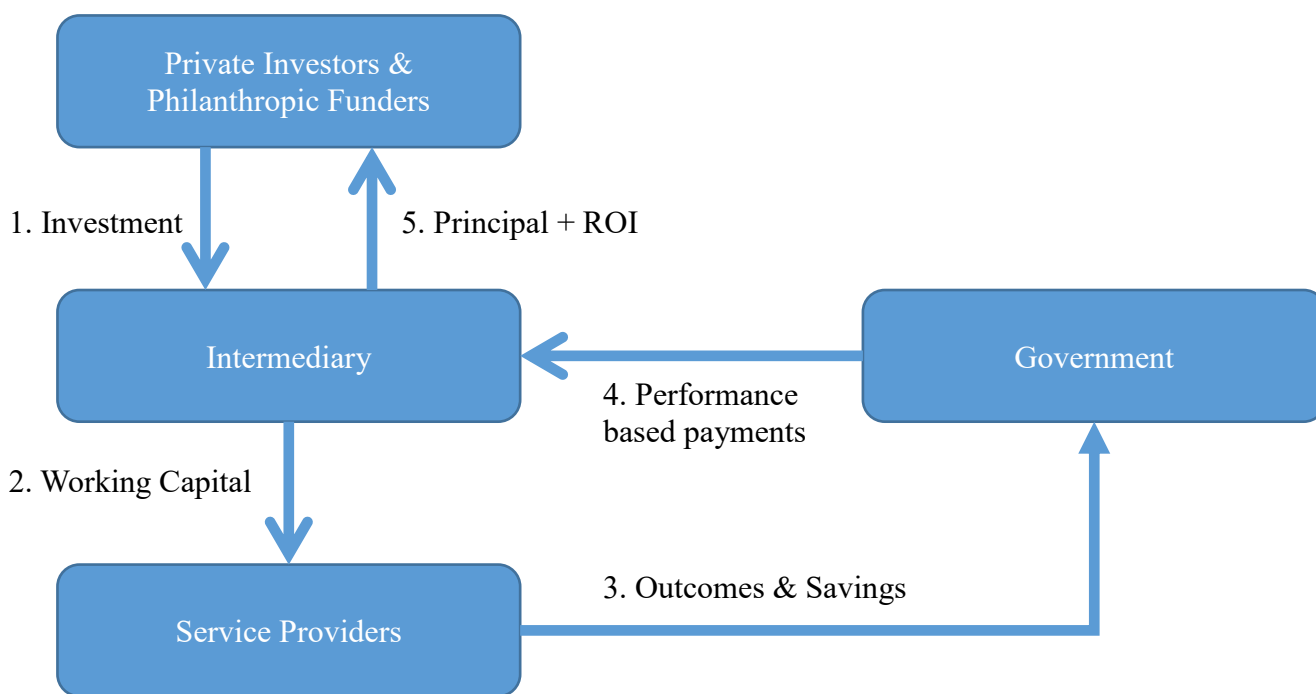 Private Investors &
Philanthropic Funders
1. Investment
5. Principal + ROI
Intermediary
Government
4. Performance
based payments
2. Working Capital
3. Outcomes & Savings
Service Providers